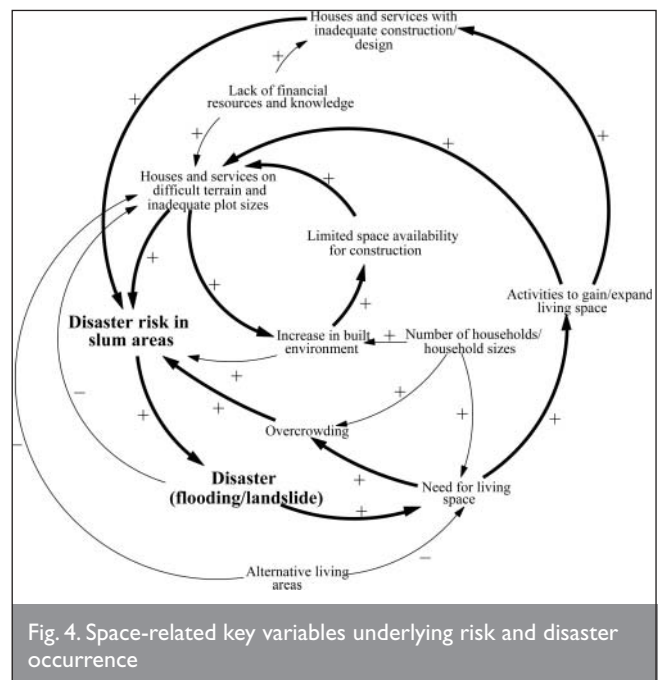 Houses and services with
inadequate construction/
design
+
+
Lack of financial
resources and knowledge
+
+
+
+
Houses and services on
difficult terrain and
inadequate plot sizes
+
Limited space availability
for construction
+
+
+
Activities to gain/expand
living space
Disaster risk in
slum areas
Increase in built
environment
+
Number of households/
household sizes
+
–
+
+
+
+
+
Overcrowding
–
Disaster
(flooding/landslide)
+
+
Need for living
space
–
Alternative living
areas
Fig. 4. Space-related key variables underlying risk and disaster
occurrence